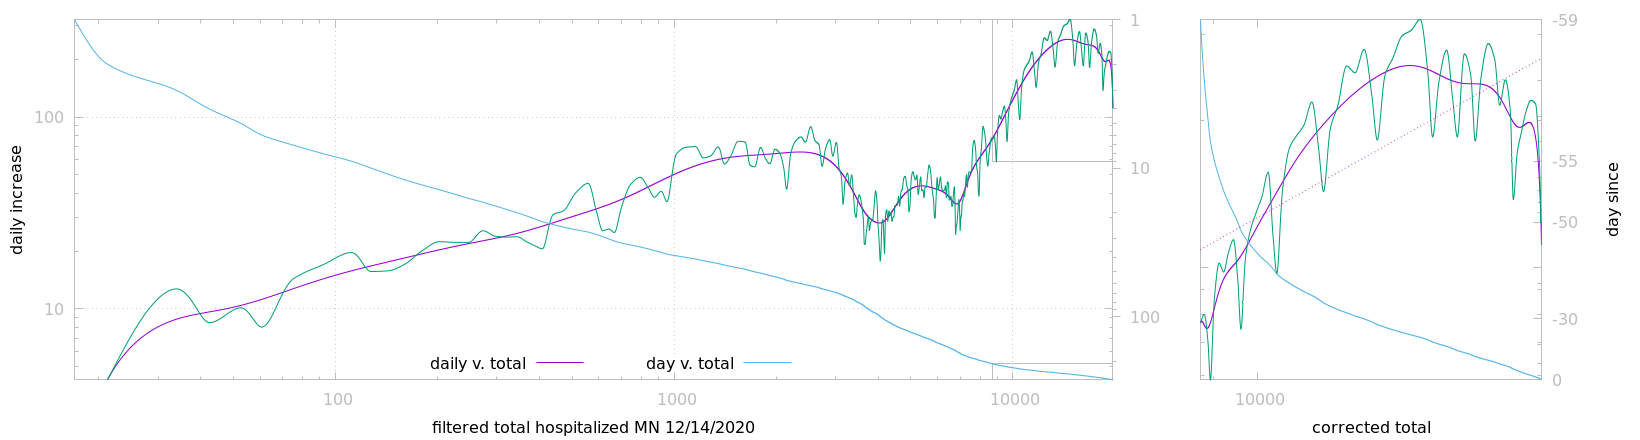 1
-59
100
daily increase
10
-55
10
-50
day since
100
-30
daily v. total
day v. total
0
100
1000
10000
10000
filtered total hospitalized MN 12/14/2020
corrected total